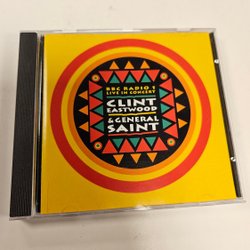 BBC RADIO 1
LIVE IN CONCERT
CLINT
EASTWOOD
& GENERAL
SAINT